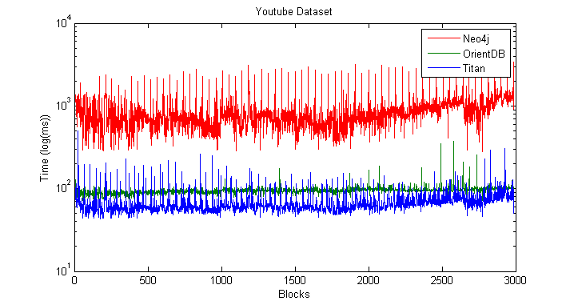 Youtube Dataset
10^4
Neo4j
OrientDB
Titan
10^3
Time (log(ms))
10^2
10^1
0 500 1000 1500 2000 2500 3000
Blocks